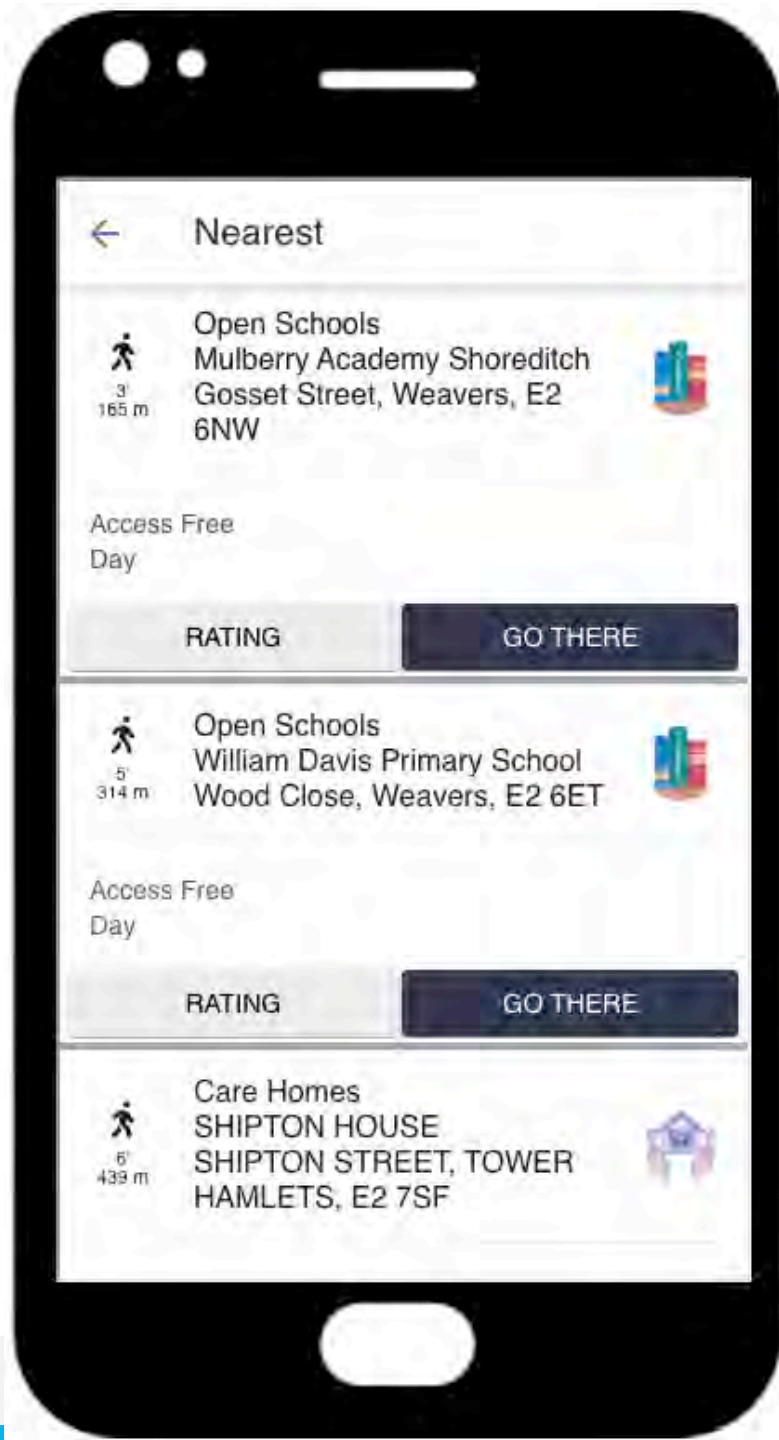 Nearest
Open Schools
Mulberry Academy Shoreditch
Gosset Street, Weavers, E2
6NW
3'
165 m
Access Free
Day
RATING
GO THERE
Open Schools
William Davis Primary School
Wood Close, Weavers, E2 6ET
5'
314 m
Access Free
Day
RATING
GO THERE
Care Homes
SHIPTON HOUSE
SHIPTON STREET, TOWER
HAMLETS, E2 7SF
6'
439 m